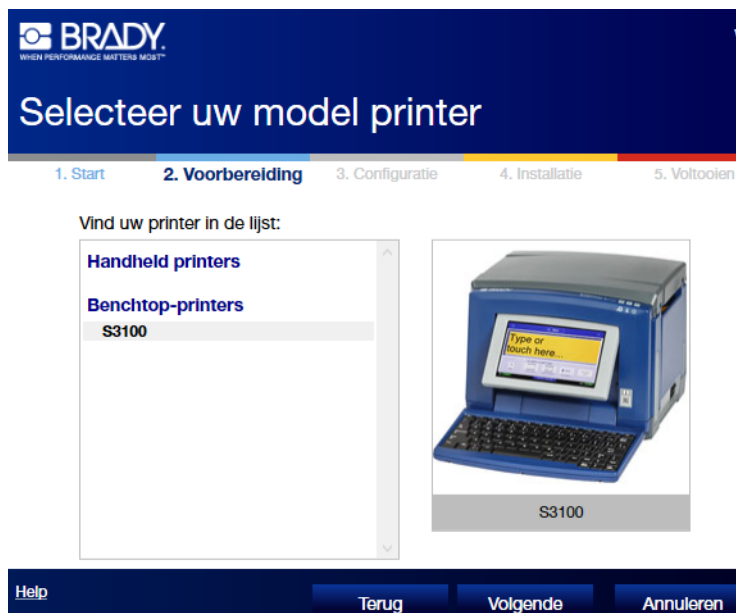 BRADY.
WHEN PERFORMANCE MATTERS MOST™
Selecteer uw model printer
1. Start 2. Voorbereiding 3. Configuratie 4. Installatie 5. Voltooien
Vind uw printer in de lijst:
Handheld printers
Benchtop-printers
S3100
Type or
touch here...
S3100
Help
Terug Volgende Annuleren